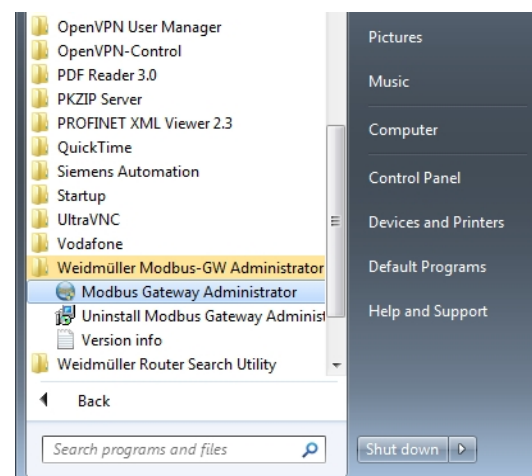 OpenVPN User Manager
OpenVPN-Control
PDF Reader 3.0
PKZIP Server
PROFINET XML Viewer 2.3
QuickTime
Siemens Automation
Startup
UltraVNC
Vodafone
Weidmüller Modbus-GW Administrator
Modbus Gateway Administrator
Uninstall Modbus Gateway Administ
Version info
Weidmüller Router Search Utility
Back
Search programs and files
Pictures
Music
Computer
Control Panel
Devices and Printers
Default Programs
Help and Support
Shut down